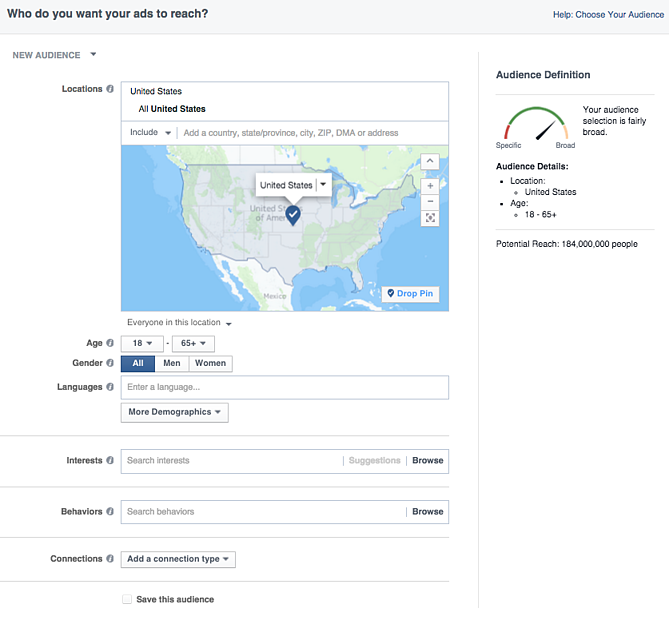 Who do you want your ads to reach?
Help: Choose Your Audience
NEW AUDIENCE
Locations
United States
All United States
Include
Add a country, state/province, city, ZIP, DMA or address
United States
United States
of America
Mexico
Drop Pin
Everyone in this location
Age 18 - 65+
Gender All Men Women
Languages Enter a language...
More Demographics
Interests Search interests Suggestions Browse
Behaviors Search behaviors Browse
Connections Add a connection type
Save this audience
Audience Definition
Specific
Broad
Your audience
selection is fairly
broad.
Audience Details:
Location:
United States
Age:
18 - 65+
Potential Reach: 184,000,000 people